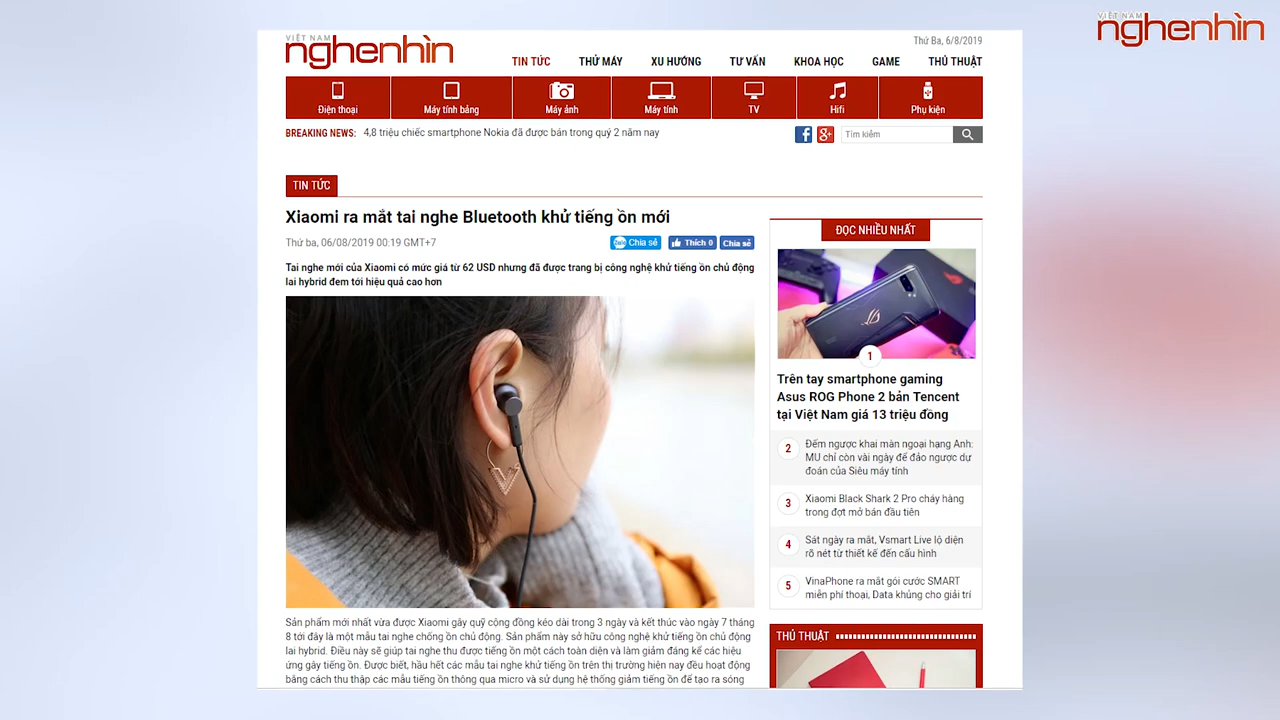 VIỆT NAM
nghenhìn
VIỆT NAM
nghenhìn
Thứ Ba, 6/8/2019
TIN TỨC THỬ MÁY XU HƯỚNG TƯ VẤN KHOA HỌC GAME THỦ THUẬT
Điện thoại Máy tính bảng Máy ảnh Máy tính TV Hifi Phụ kiện
BREAKING NEWS: 4,8 triệu chiếc smartphone Nokia đã được bán trong quý 2 năm nay
Tìm kiếm
TIN TỨC
Xiaomi ra mắt tai nghe Bluetooth khử tiếng ồn mới
Thứ ba, 06/08/2019 00:19 GMT+7
Zalo Chia sẻ Thích 0 Chia sẻ
Tai nghe mới của Xiaomi có mức giá từ 62 USD nhưng đã được trang bị công nghệ khử tiếng ồn chủ động
lai hybrid đem tới hiệu quả cao hơn
Sản phẩm mới nhất vừa được Xiaomi gây quỹ cộng đồng kéo dài trong 3 ngày và kết thúc vào ngày 7 tháng
8 tới đây là một mẫu tai nghe chống ồn chủ động. Sản phẩm này sở hữu công nghệ khử tiếng ồn chủ động
lai hybrid. Điều này sẽ giúp tai nghe thu được tiếng ồn một cách toàn diện và làm giảm đáng kể các hiệu
ứng gây tiếng ồn. Được biết, hầu hết các mẫu tai nghe khử tiếng ồn trên thị trường hiện nay đều hoạt động
bằng cách thu thập các mẫu tiếng ồn thông qua micro và sử dụng hệ thống giảm tiếng ồn để tạo ra sóng
ĐỌC NHIỀU NHẤT
1
Trên tay smartphone gaming
Asus ROG Phone 2 bản Tencent
tại Việt Nam giá 13 triệu đồng
2 Đếm ngược khai màn ngoại hạng Anh:
MU chỉ còn vài ngày để đảo ngược dự
đoán của Siêu máy tính
3 Xiaomi Black Shark 2 Pro cháy hàng
trong đợt mở bán đầu tiên
4 Sát ngày ra mắt, Vsmart Live lộ diện
rõ nét từ thiết kế đến cấu hình
5 VinaPhone ra mắt gói cước SMART
miễn phí thoại, Data khủng cho giải trí
THỦ THUẬT